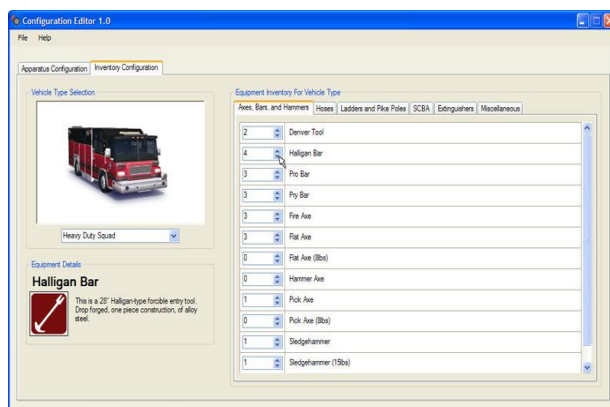 Configuration Editor 1.0
File Help
Apparatus Configuration Inventory Configuration
Vehicle Type Selection
Heavy Duty Squad
Equipment Details
Halligan Bar
This is a 28" Halligan-type forcible entry tool.
Drop forged, one piece construction, of alloy
steel.
Equipment Inventory For Vehicle Type
Axes, Bars, and Hammers Hoses Ladders and Pike Poles SCBA Extinguishers Miscellaneous
2 Denver Tool
4 Halligan Bar
3 Pro Bar
3 Pry Bar
3 Fire Axe
3 Flat Axe
0 Flat Axe (8lbs)
0 Hammer Axe
1 Pick Axe
0 Pick Axe (8lbs)
1 Sledgehammer
1 Sledgehammer (15lbs)